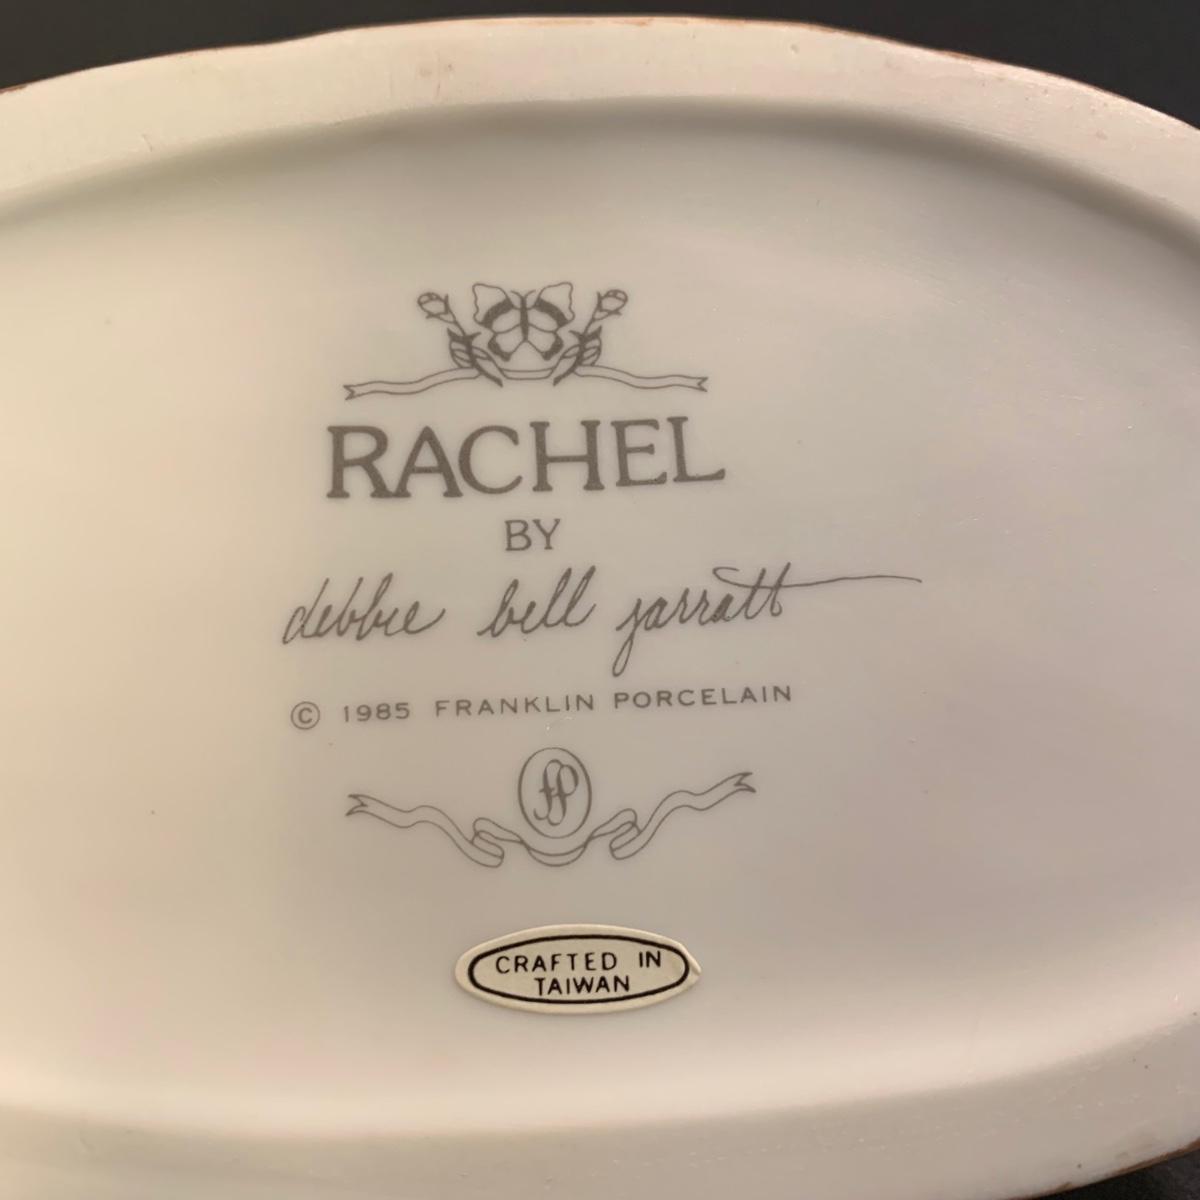 RACHEL
BY
debbie bell jarratt
© 1985 FRANKLIN PORCELAIN
FP
CRAFTED IN
TAIWAN